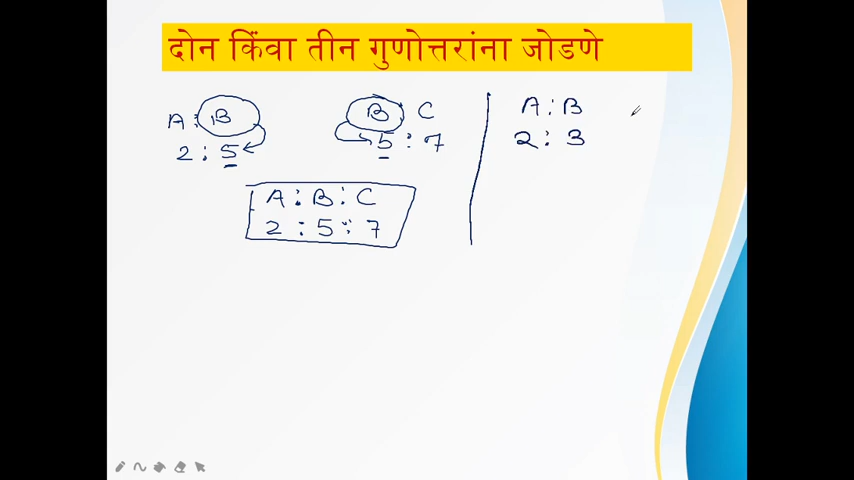 दोन किंवा तीन गुणोत्तरांना जोडणे
A : B
2 : 5
B : C
5 : 7
A : B : C
2 : 5 : 7
A : B
2 : 3